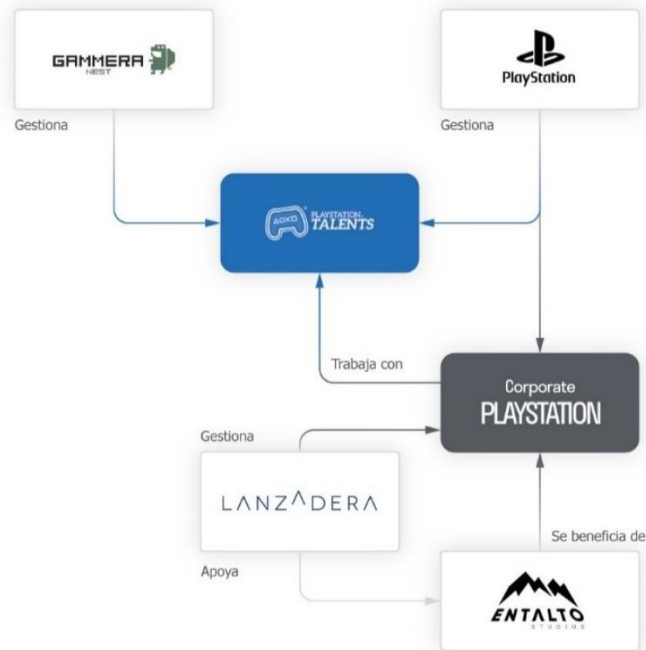 GAMMERA
NEST
PlayStation
Gestiona
Gestiona
PLAYSTATION
TALENTS
Trabaja con
Corporate
PLAYSTATION
Gestiona
LANZADERA
Se beneficia de
Apoya
ENTALTO
STUDIOS